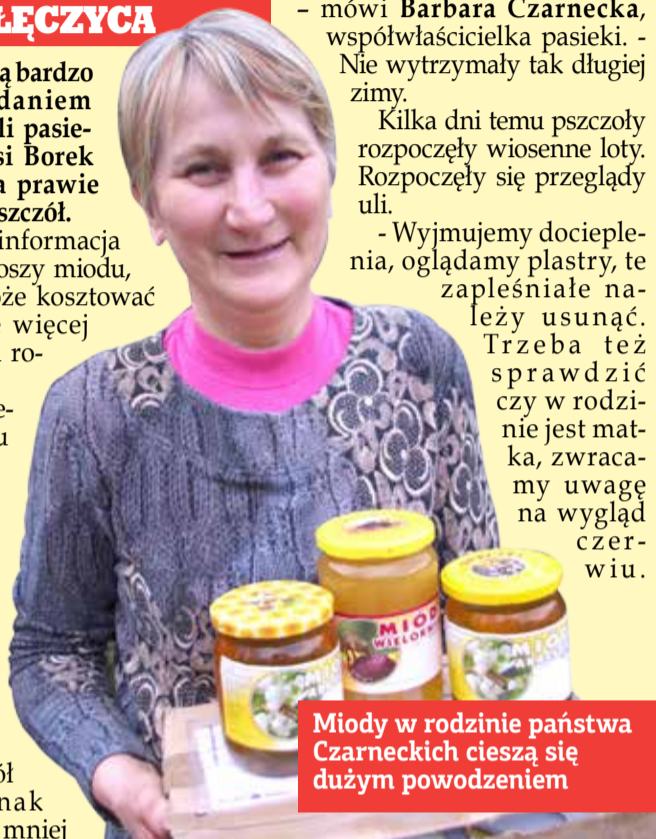 ŁĘCZYCA
ą bardzo
daniem
li pasie-
si Borek
a prawie
szczół.
informacja
oszy miodu,
że kosztować
więcej
ro-
e-
u
ół
nak
mniej
– mówi Barbara Czarnecka,
współwłaścicielka pasieki. -
Nie wytrzymały tak długiej
zimy.
Kilka dni temu pszczoły
rozpoczęły wiosenne loty.
Rozpoczęły się przeglądy
uli.
- Wyjmujemy docieple-
nia, oglądamy plastry, te
zapleśniałe na-
leży usunąć.
Trzeba też
sprawdzić
czy w rodzi-
nie jest mat-
ka, zwraca-
my uwagę
na wygląd
czer-
wiu.
MIÓD
Miody w rodzinie państwa
Czarneckich cieszą się
dużym powodzeniem